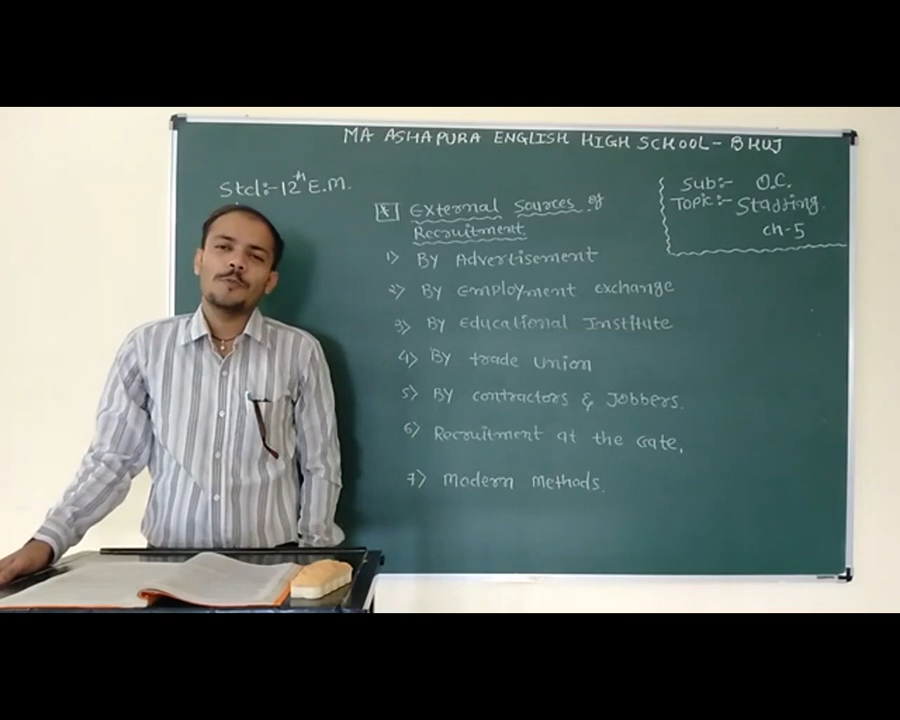 MA ASHAPURA ENGLISH HIGH SCHOOL - BHUJ
Std:- 12th E.M.
Sub:- O.C.
Topic:- Staffing.
ch-5
* External Sources of
Recruitment
1) By Advertisement
2) By Employment exchange
3) By Educational Institute
4) By trade union
5) By contractors & Jobbers.
6) Recruitment at the Gate.
7) Modern Methods.